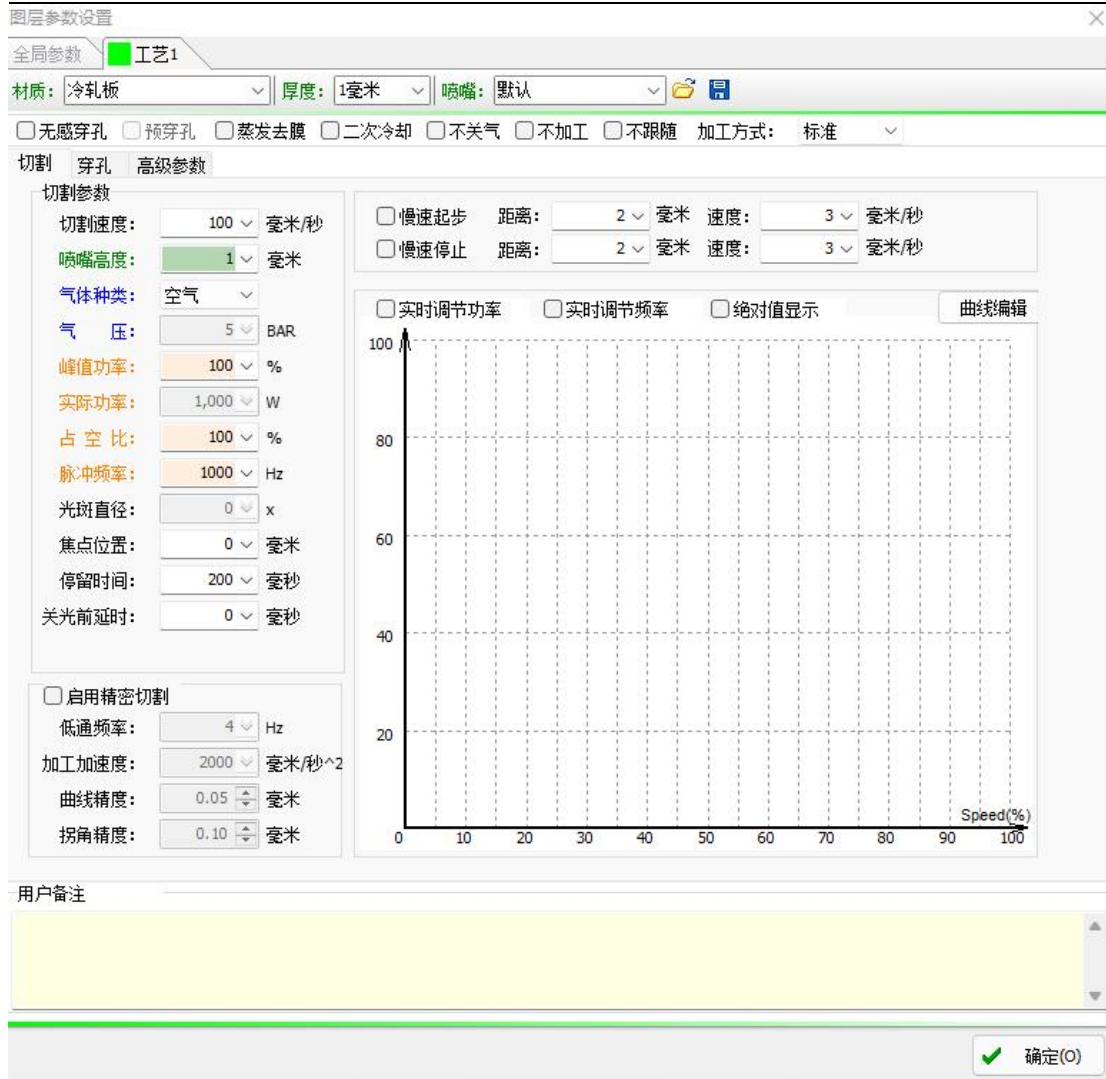 图层参数设置
全局参数 工艺1
材质： 冷轧板 厚度： 1毫米 喷嘴： 默认
无感穿孔 预穿孔 蒸发去膜 二次冷却 不关气 不加工 不跟随 加工方式： 标准
切割 穿孔 高级参数
切割参数
切割速度： 100 毫米/秒
喷嘴高度： 1 毫米
气体种类： 空气
气 压： 5 BAR
峰值功率： 100 %
实际功率： 1,000 W
占 空 比： 100 %
脉冲频率： 1000 Hz
光斑直径： 0 x
焦点位置： 0 毫米
停留时间： 200 毫秒
关光前延时： 0 毫秒
启用精密切割
低通频率： 4 Hz
加工加速度： 2000 毫米/秒^2
曲线精度： 0.05 毫米
拐角精度： 0.10 毫米
慢速起步 距离： 2 毫米 速度： 3 毫米/秒
慢速停止 距离： 2 毫米 速度： 3 毫米/秒
实时调节功率 实时调节频率 绝对值显示 曲线编辑
100
80
60
40
20
Speed(%)
0 10 20 30 40 50 60 70 80 90 100
用户备注
确定(O)